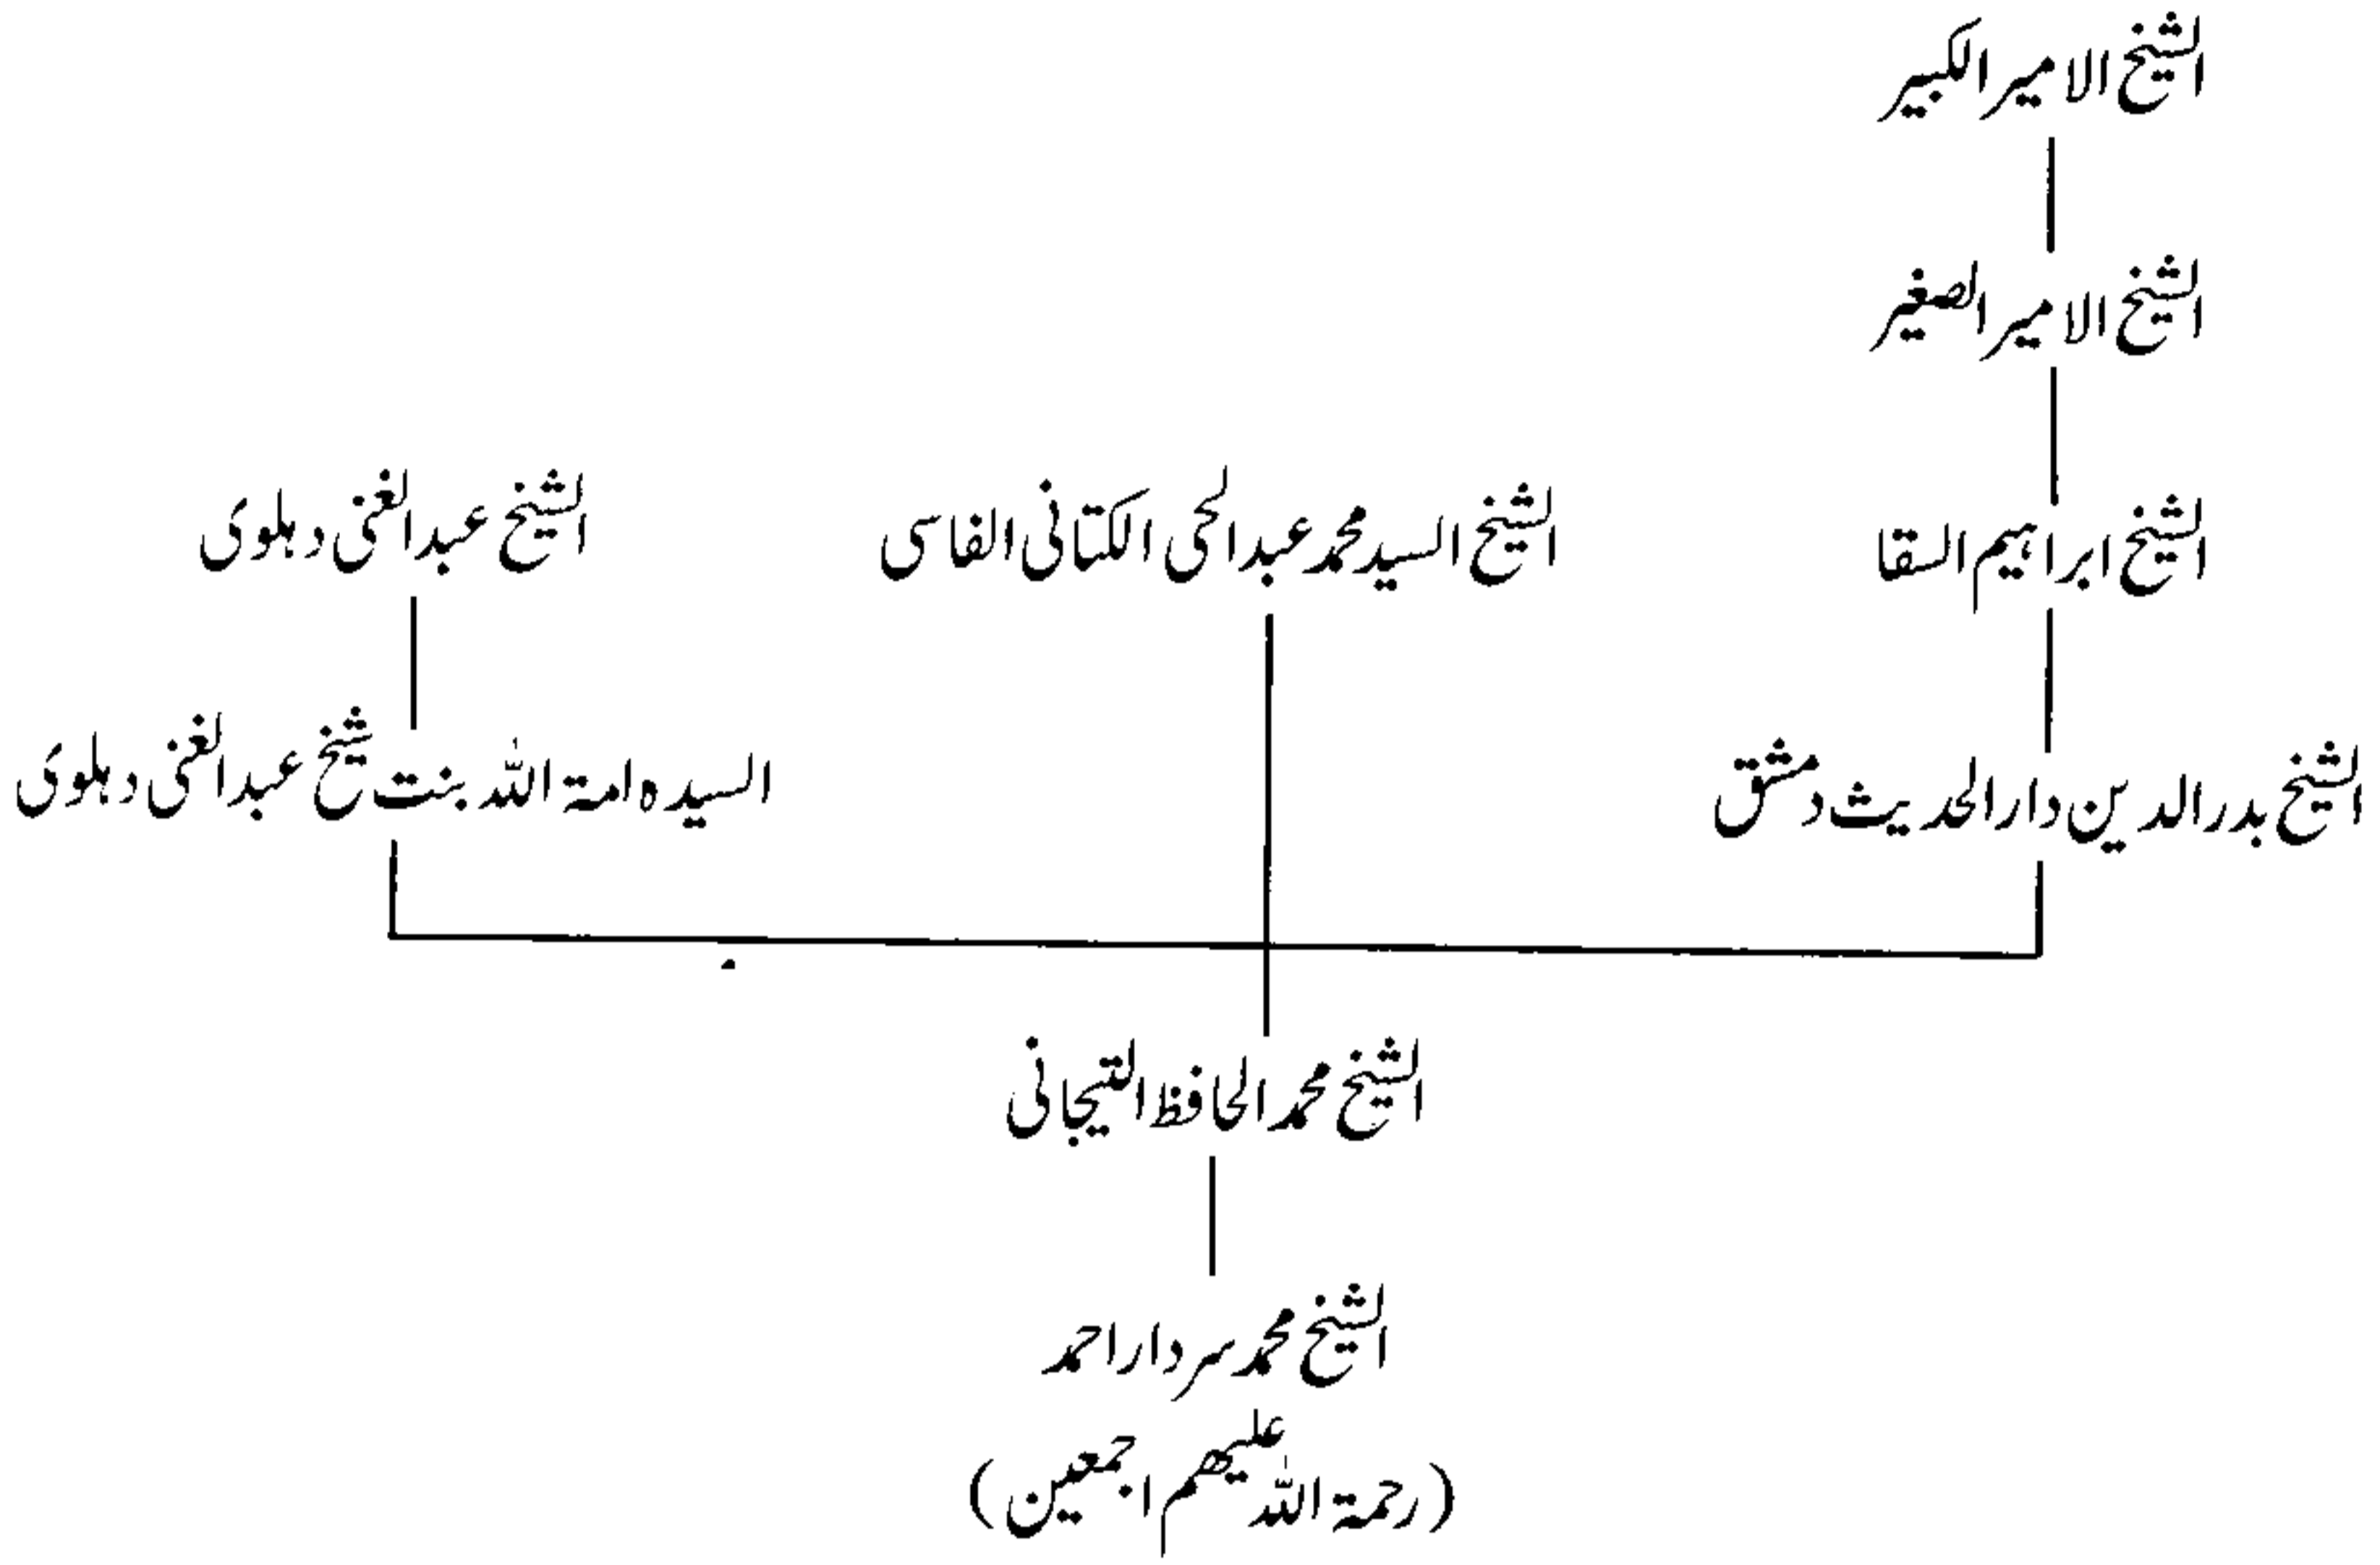 الشیخ الامیر الکبیر
الشیخ الامیر الصغیر
الشیخ ابراہیم السقا
الشیخ السید محمد عبدالحی الکتانی الفاسی
الشیخ عبدالغنی دہلوی
الشیخ بدرالدین دارالحدیث دمشق
السیدہ امۃ اللہ بنت شیخ عبدالغنی دہلوی
الشیخ محمد الحافظ التیجانی
الشیخ محمد سردار احمد
(رحمۃ اللہ علیھم اجمعین)